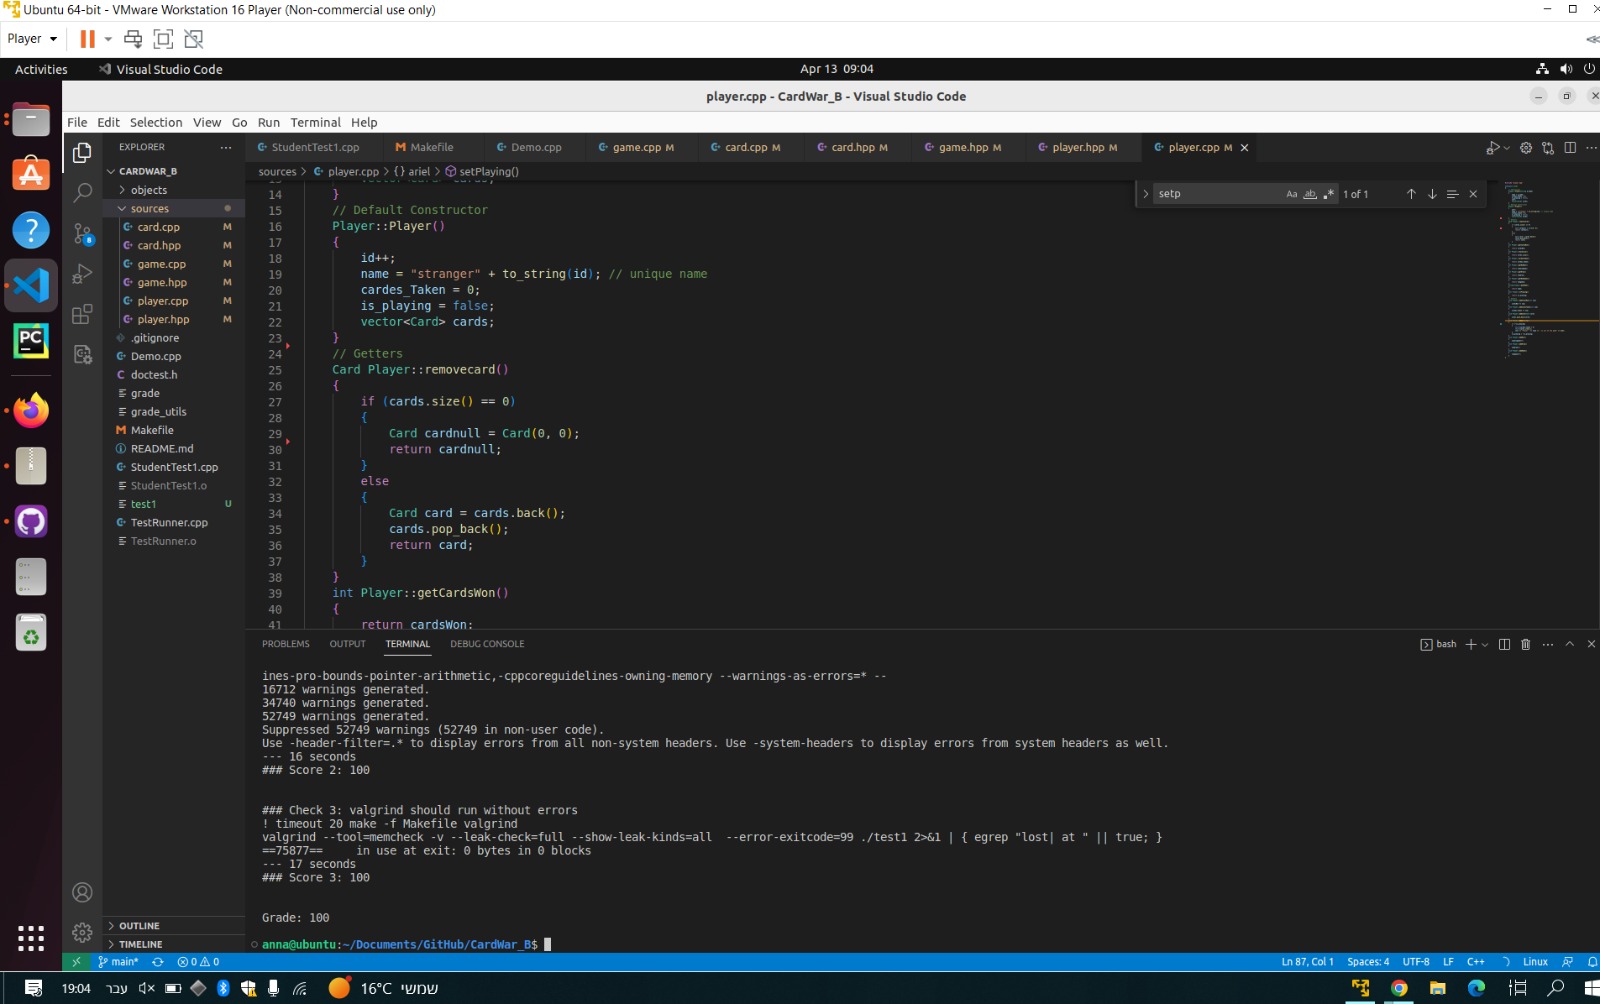 Ubuntu 64-bit - VMware Workstation 16 Player (Non-commercial use only)
Player
Activities
Visual Studio Code
Apr 13 09:04
player.cpp - CardWar_B - Visual Studio Code
File Edit Selection View Go Run Terminal Help
EXPLORER
CARDWAR_B
objects
sources
card.cpp M
card.hpp M
game.cpp M
game.hpp M
player.cpp M
player.hpp M
.gitignore
Demo.cpp
doctest.h
grade
grade_utils
Makefile
README.md
StudentTest1.cpp
StudentTest1.o
test1 U
TestRunner.cpp
TestRunner.o
OUTLINE
TIMELINE
StudentTest1.cpp
Makefile
Demo.cpp
game.cpp M
card.cpp M
card.hpp M
game.hpp M
player.hpp M
player.cpp M
sources > player.cpp > {} ariel > setPlaying()
setp
Aa ab .* 1 of 1
14 }
15 // Default Constructor
16 Player::Player()
17 {
18 id++;
19 name = "stranger" + to_string(id); // unique name
20 cardes_Taken = 0;
21 is_playing = false;
22 vector<Card> cards;
23 }
24 // Getters
25 Card Player::removecard()
26 {
27 if (cards.size() == 0)
28 {
29 Card cardnull = Card(0, 0);
30 return cardnull;
31 }
32 else
33 {
34 Card card = cards.back();
35 cards.pop_back();
36 return card;
37 }
38 }
39 int Player::getCardsWon()
40 {
41 return cardsWon;
PROBLEMS OUTPUT TERMINAL DEBUG CONSOLE
bash
ines-pro-bounds-pointer-arithmetic,-cppcoreguidelines-owning-memory --warnings-as-errors=* --
16712 warnings generated.
34740 warnings generated.
52749 warnings generated.
Suppressed 52749 warnings (52749 in non-user code).
Use -header-filter=.* to display errors from all non-system headers. Use -system-headers to display errors from system headers as well.
--- 16 seconds
### Score 2: 100
### Check 3: valgrind should run without errors
! timeout 20 make -f Makefile valgrind
valgrind --tool=memcheck -v --leak-check=full --show-leak-kinds=all  --error-exitcode=99 ./test1 2>&1 | { egrep "lost| at " || true; }
==75877==     in use at exit: 0 bytes in 0 blocks
--- 17 seconds
### Score 3: 100
Grade: 100
anna@ubuntu:~/Documents/GitHub/CardWar_B$
main* 0 0
Ln 87, Col 1 Spaces: 4 UTF-8 LF C++ Linux
19:04 עבר 16°C שמשי